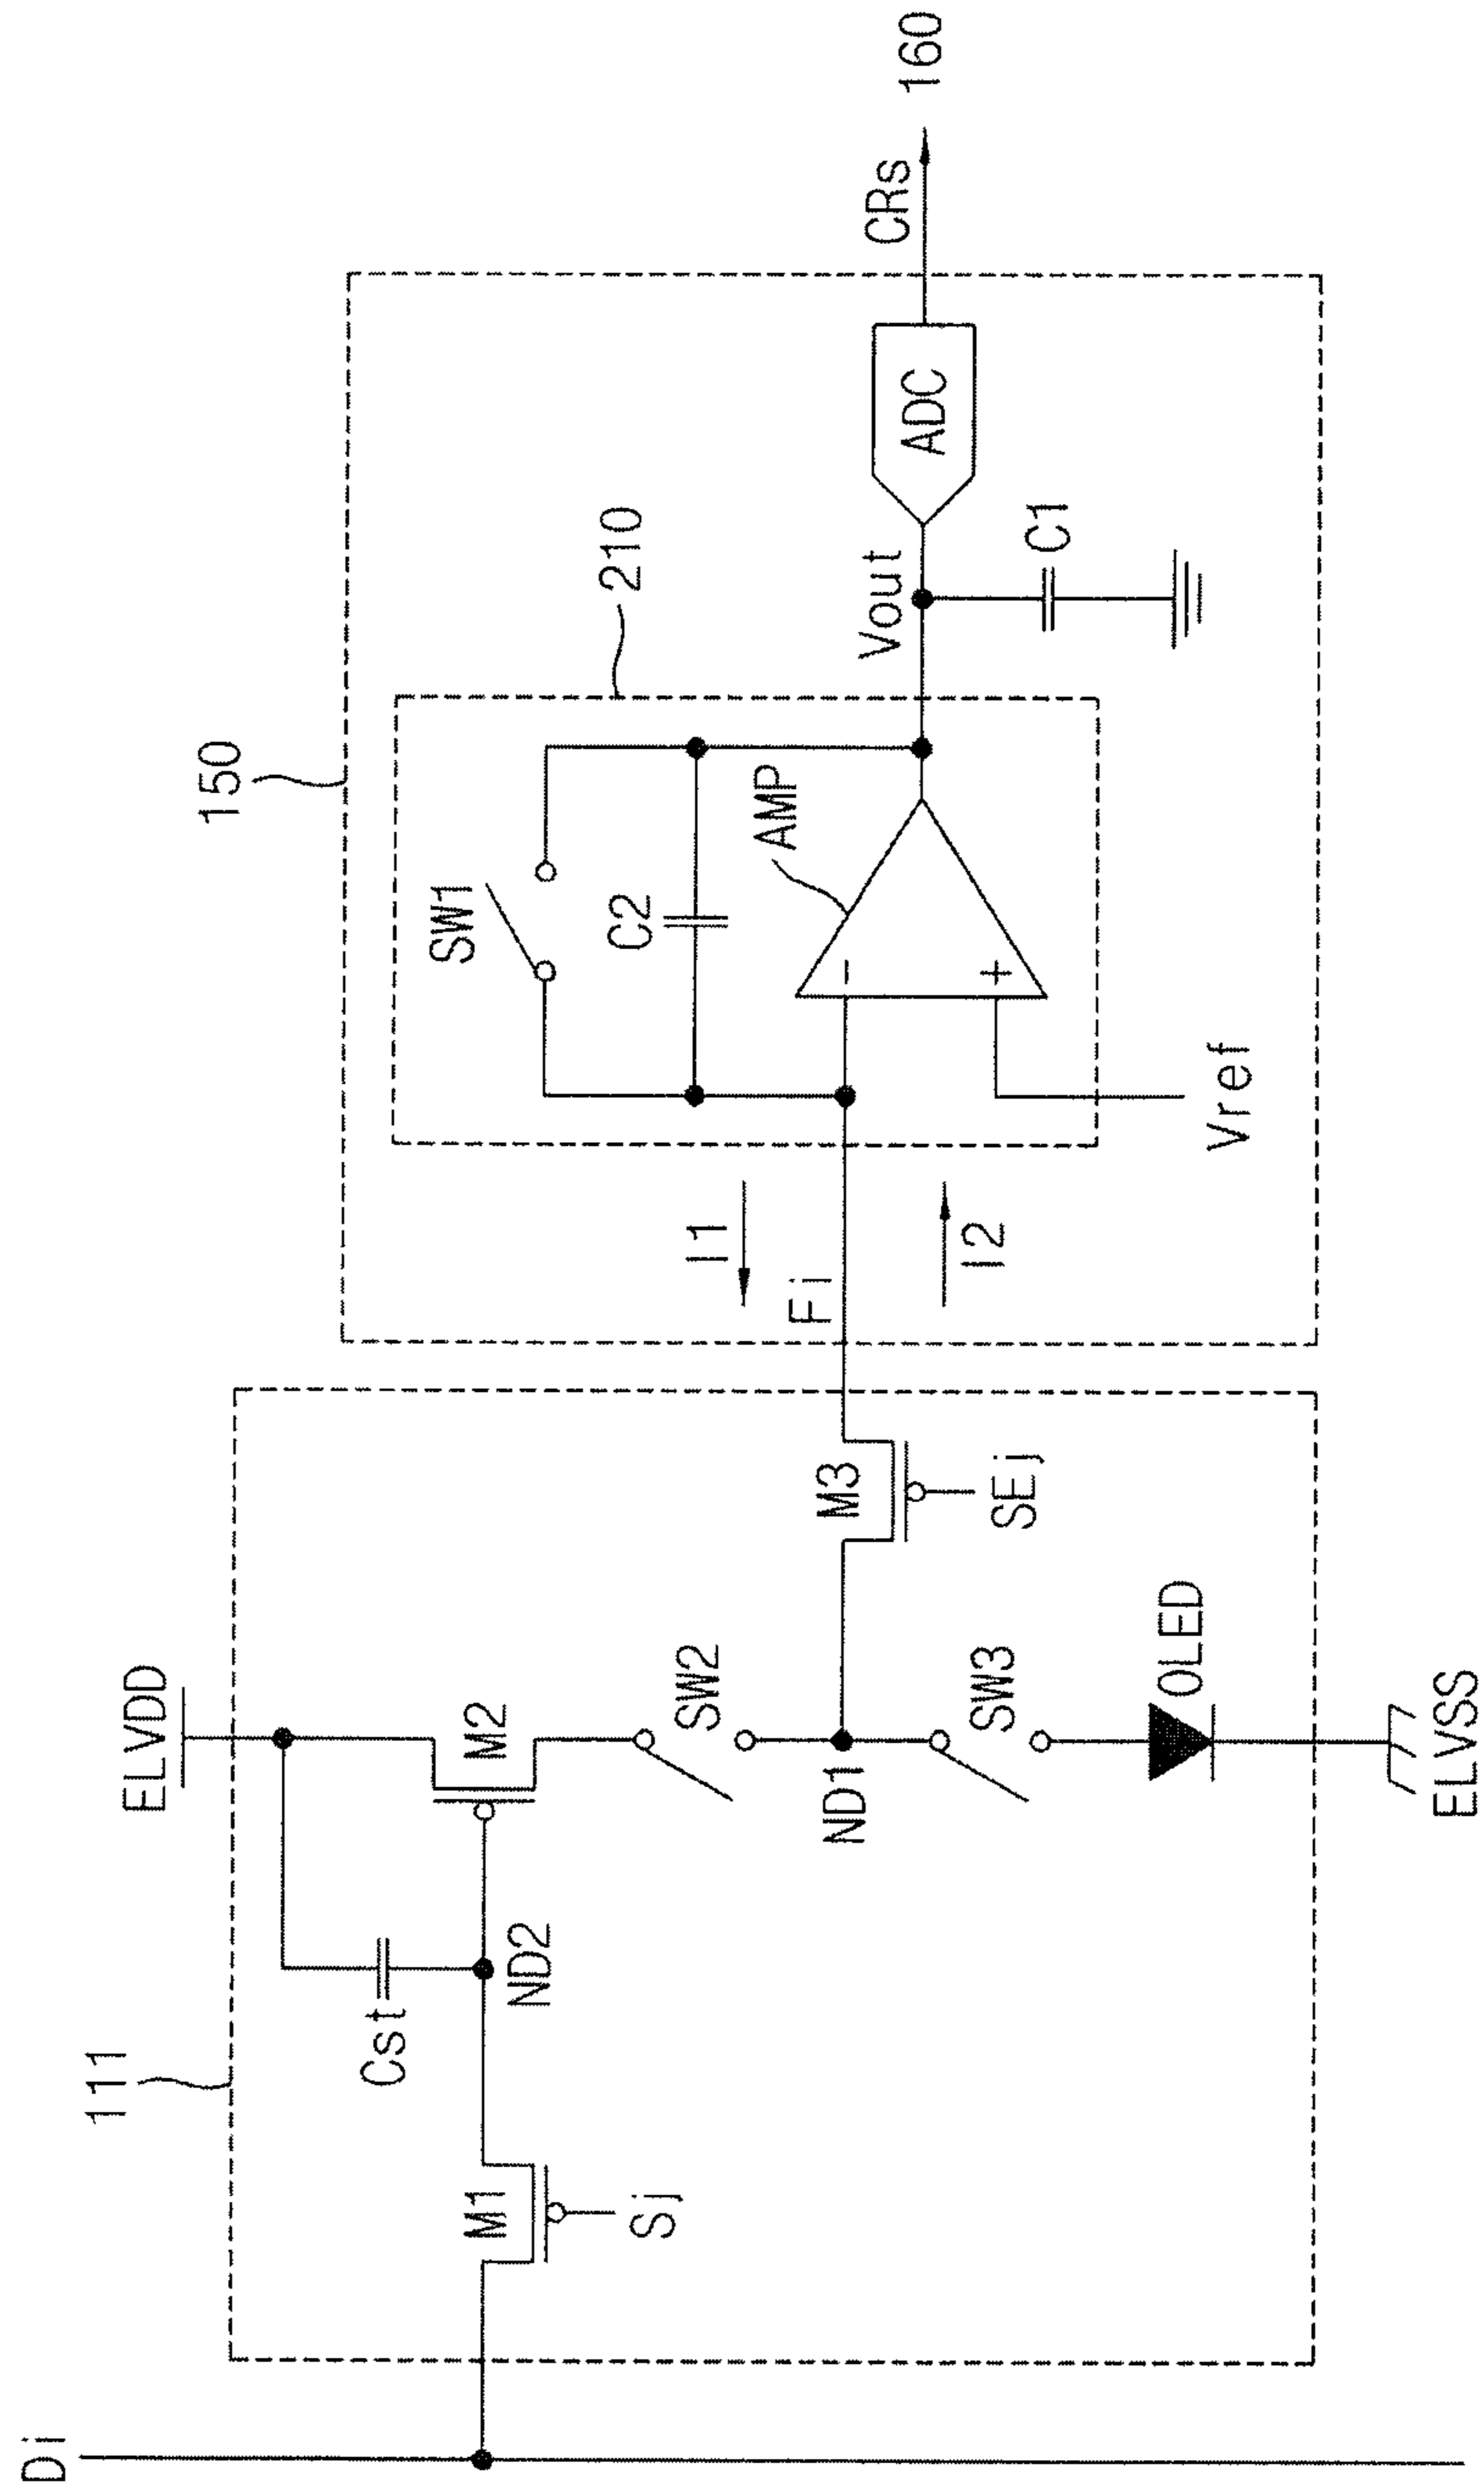 Di
111
ELVDD
Cst
M2
M1
ND2
Sj
SW2
ND1
M3
SEj
SW3
OLED
ELVSS
150
210
SW1
C2
I1
Fi
I2
AMP
-
+
Vref
Vout
C1
ADC
CRs
160